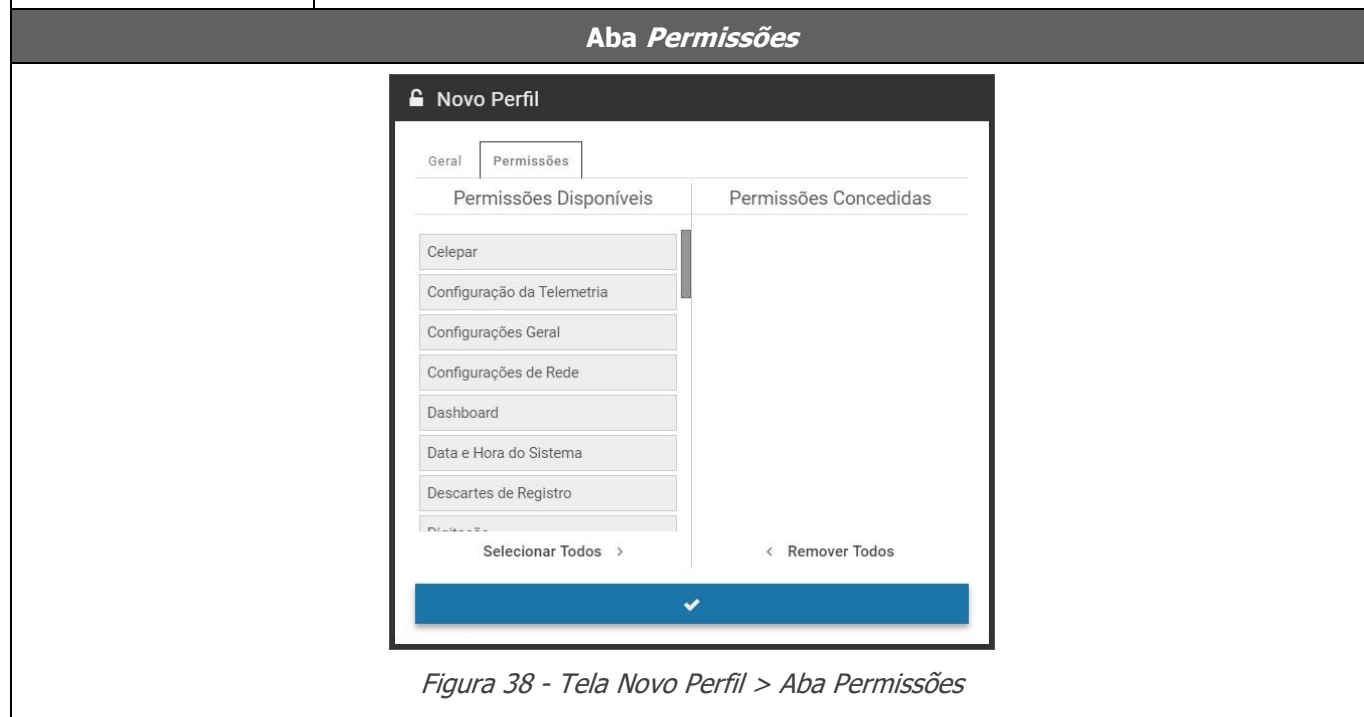 Aba Permissões
Novo Perfil
Geral Permissões
Permissões Disponíveis Permissões Concedidas
Celepar
Configuração da Telemetria
Configurações Geral
Configurações de Rede
Dashboard
Data e Hora do Sistema
Descartes de Registro
Selecionar Todos > < Remover Todos
Figura 38 - Tela Novo Perfil > Aba Permissões